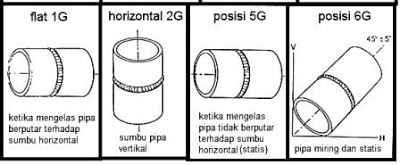 flat 1G
ketika mengelas pipa
berputar terhadap
sumbu horizontal
horizontal 2G
sumbu pipa
vertikal
posisi 5G
ketika mengelas
pipa tidak berputar
terhadap sumbu
horizontal (statis)
posisi 6G
45° ± 5°
V
H
pipa miring dan statis